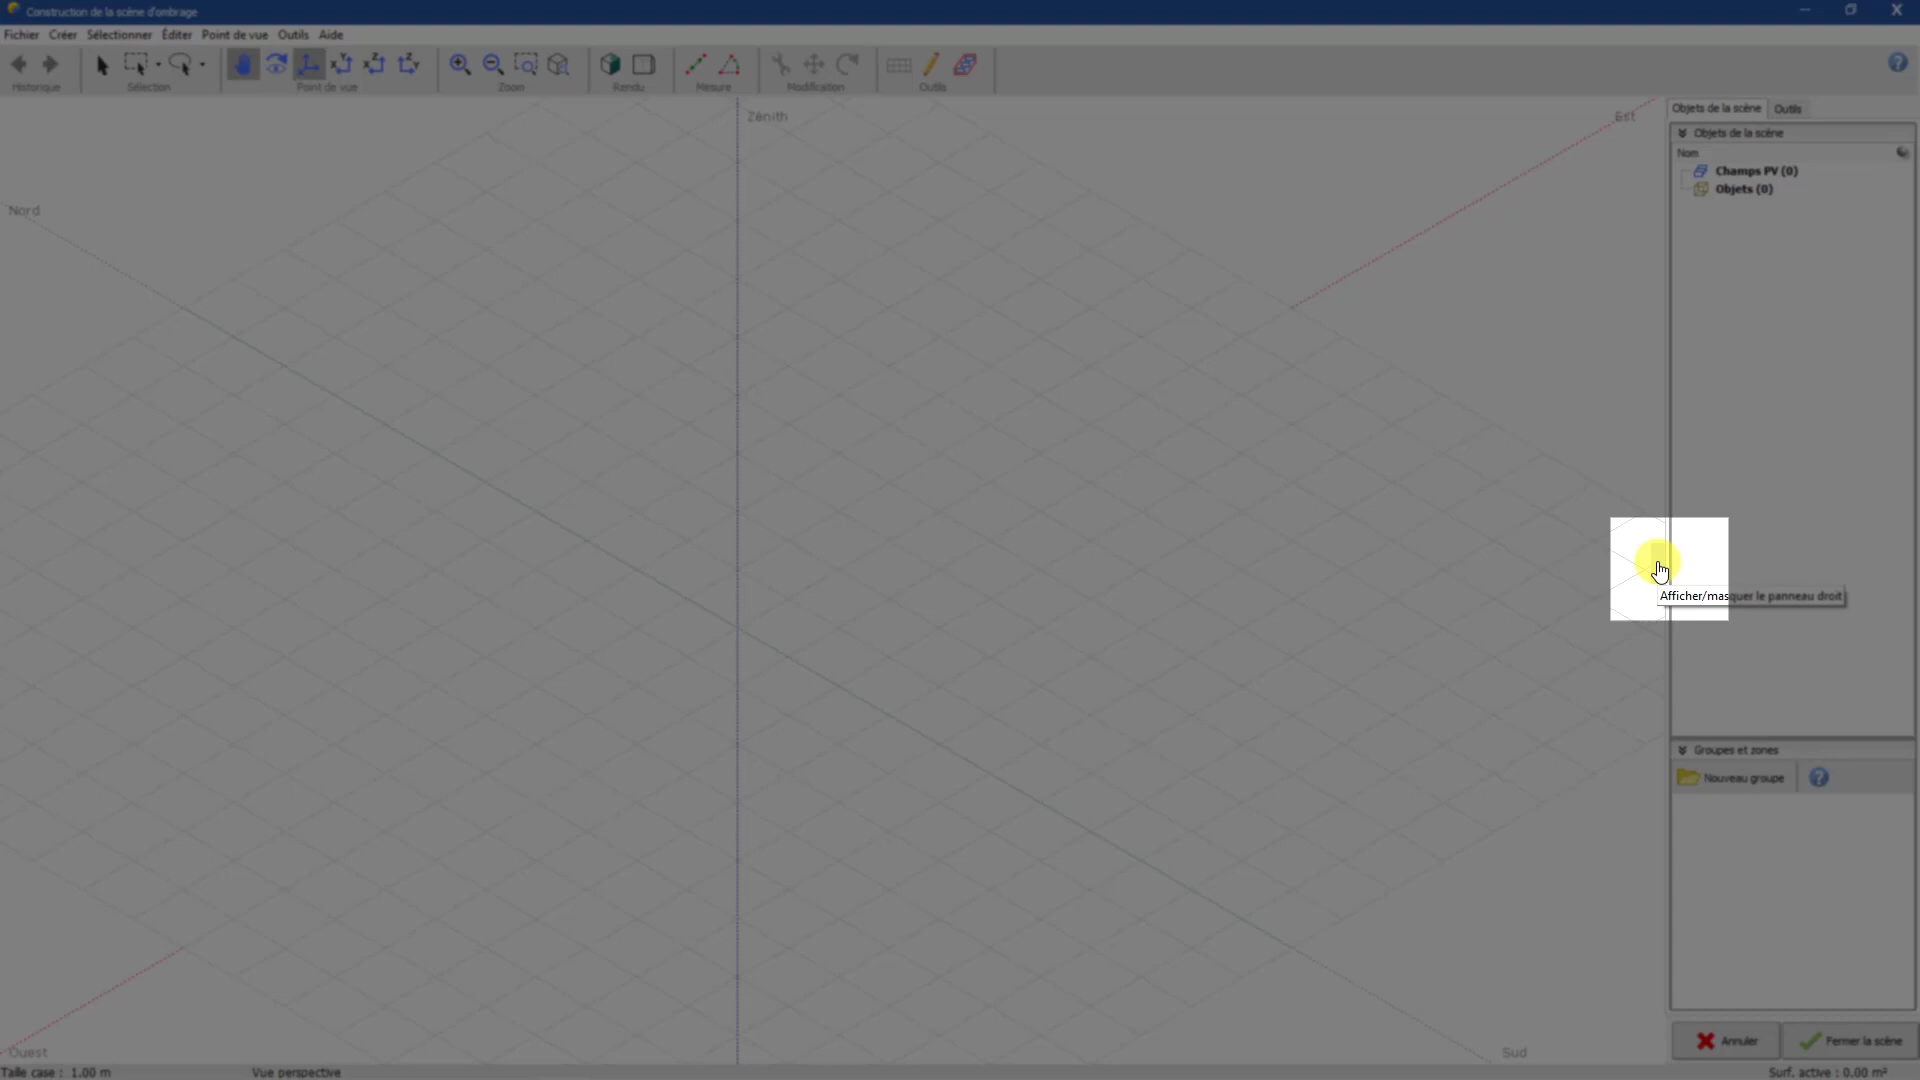 Construction de la scène d'ombrage
Fichier Créer Sélectionner Éditer Point de vue Outils Aide
Historique Sélection Point de vue Zoom Rendu Mesure Modification Outils
Objets de la scène Outils
Zénith
Est
Nord
Objets de la scène
Nom
Champs PV (0)
Objets (0)
Afficher/masquer le panneau droit
Groupes et zones
Nouveau groupe
Annuler Fermer la scène
Ouest
Sud
Taille case : 1.00 m Vue perspective Surf. active : 0.00 m²